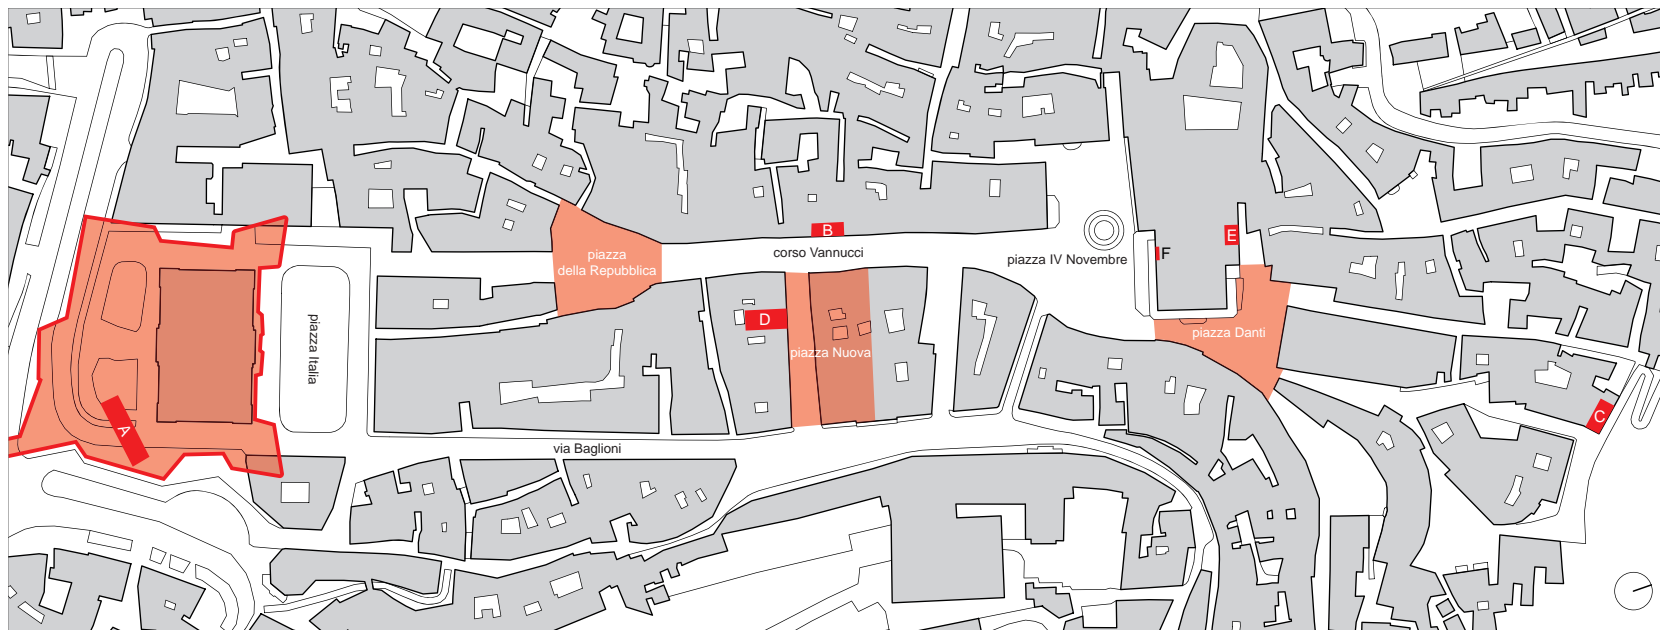 B
piazza
della Repubblica
corso Vannucci
piazza IV Novembre
E
F
piazza Italia
D
piazza Nuova
piazza Danti
A
C
via Baglioni